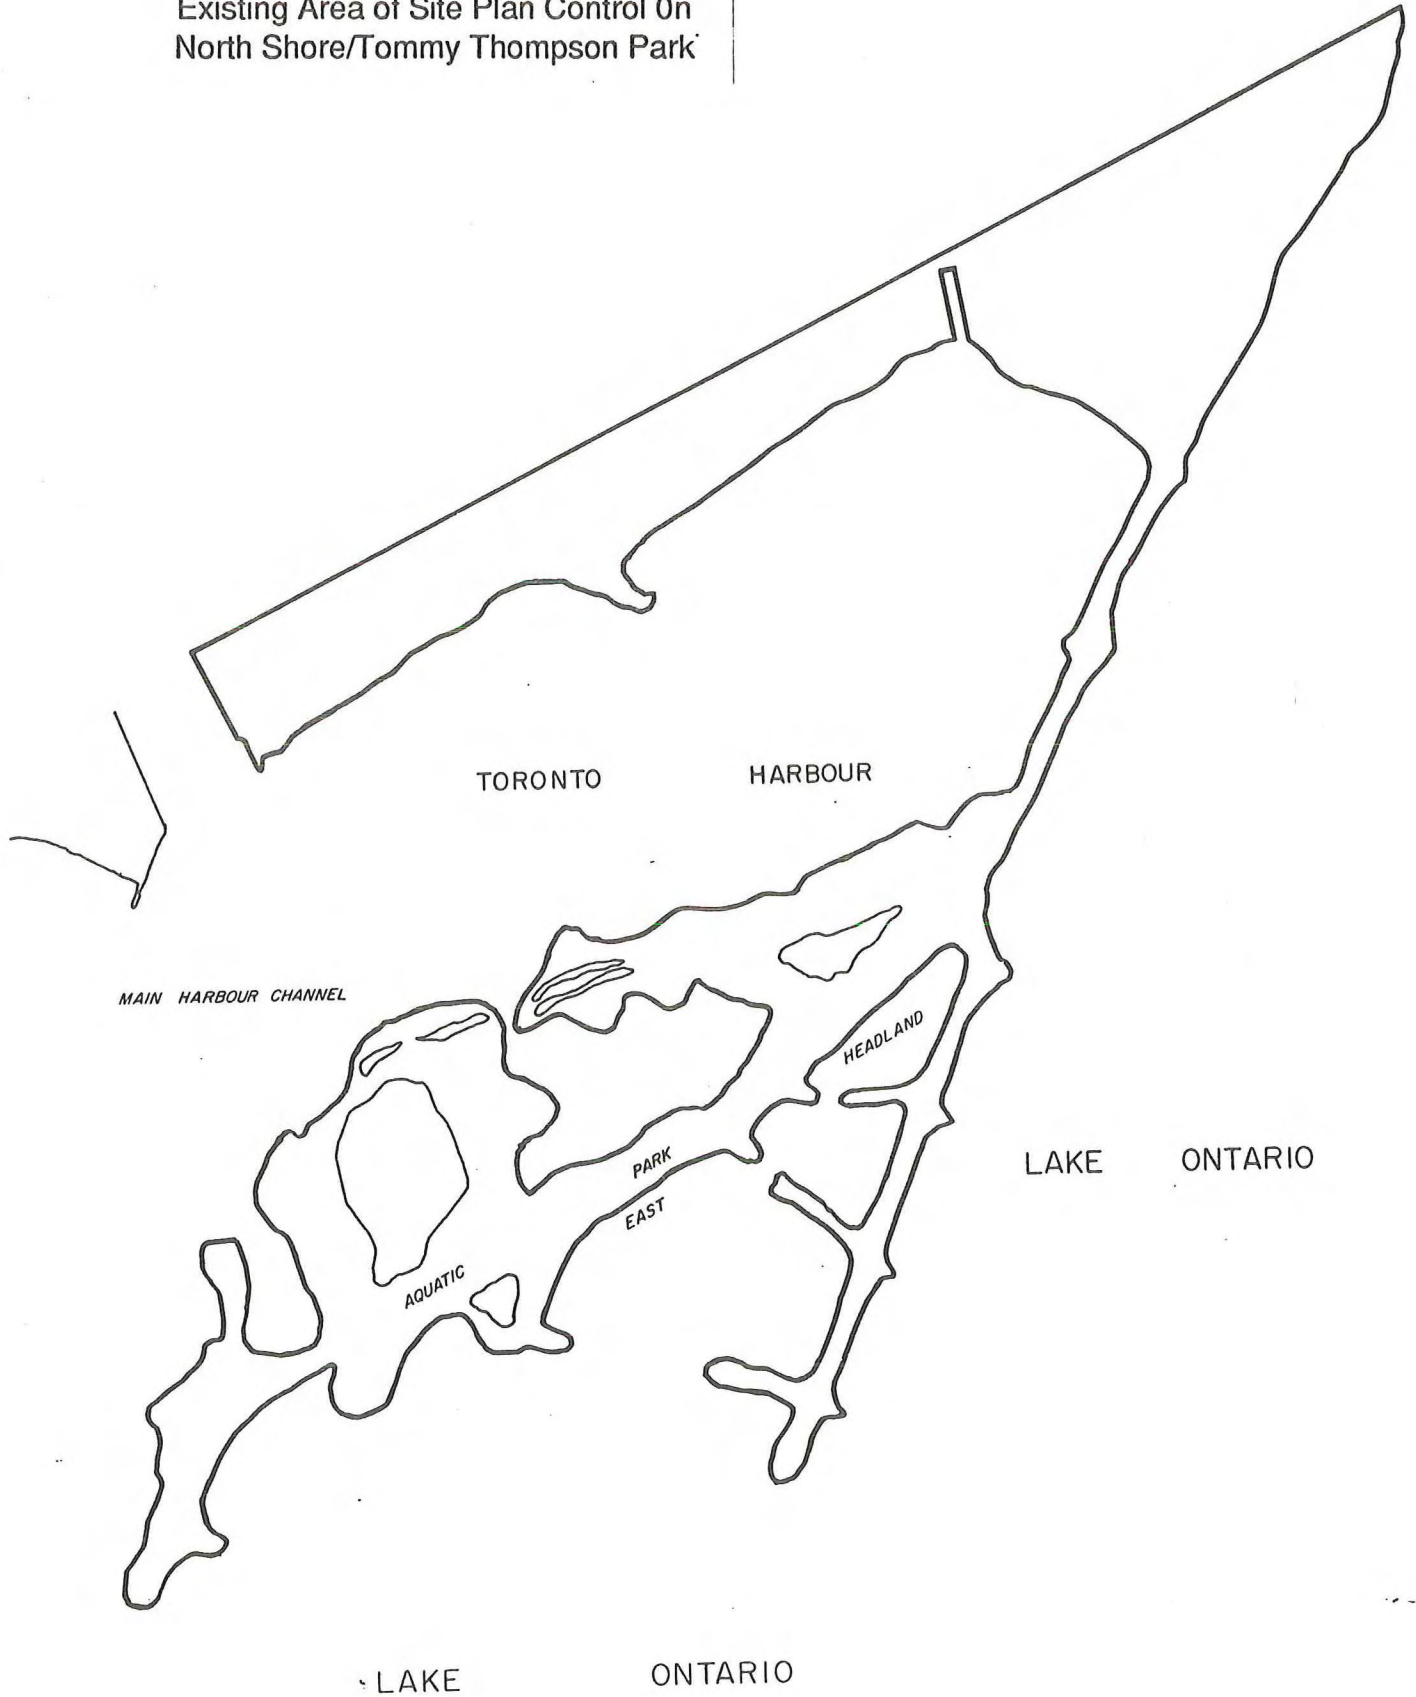 Existing Area of Site Plan Control On
North Shore/Tommy Thompson Park
TORONTO HARBOUR
MAIN HARBOUR CHANNEL
HEADLAND
PARK
EAST
AQUATIC
LAKE ONTARIO
LAKE ONTARIO